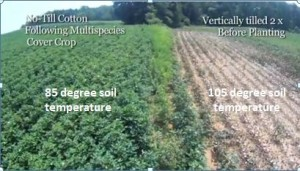 No-Till Cotton
Following Multispecies
Cover Crop
Vertically tilled 2 x
Before Planting
85 degree soil
temperature
105 degree soil
temperature